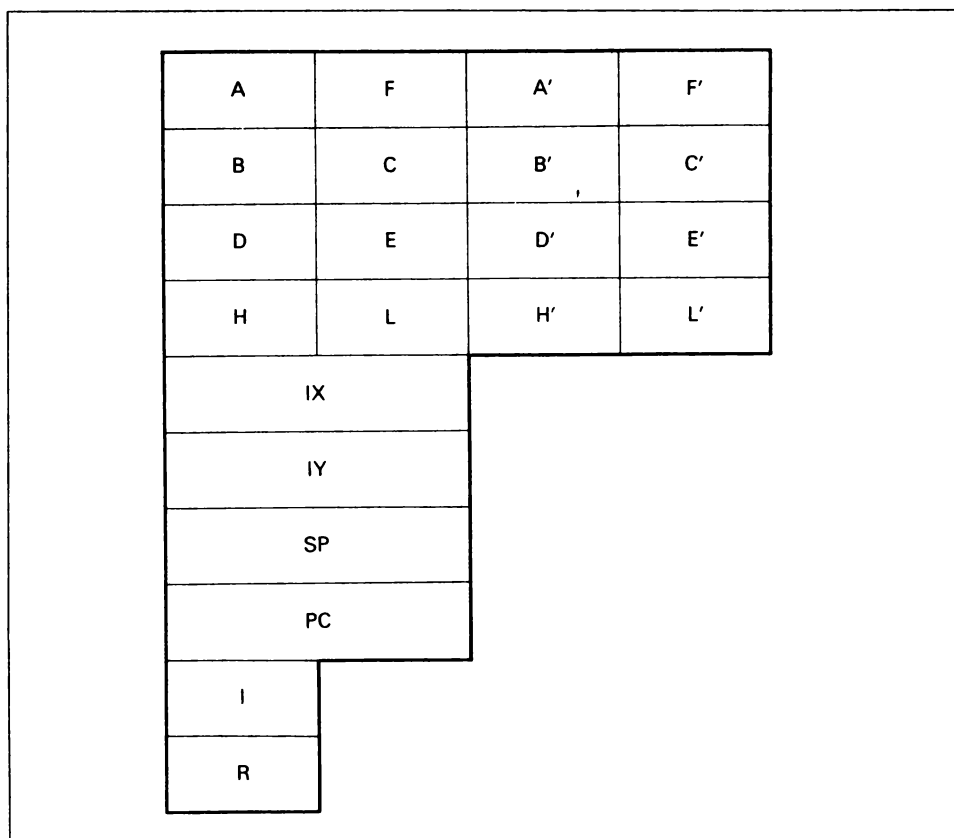 A F A′ F′
B C B′ C′
D E D′ E′
H L H′ L′
IX
IY
SP
PC
I
R